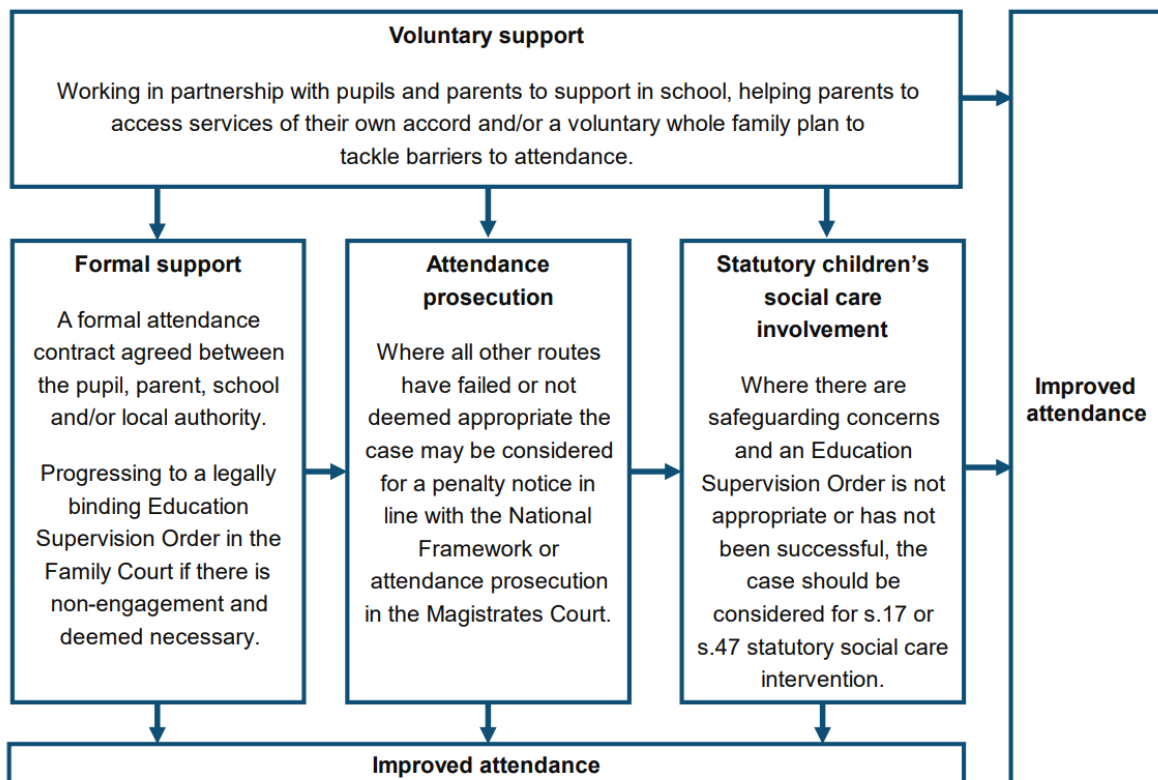 Voluntary support
Working in partnership with pupils and parents to support in school, helping parents to
access services of their own accord and/or a voluntary whole family plan to
tackle barriers to attendance.
Formal support
A formal attendance
contract agreed between
the pupil, parent, school
and/or local authority.
Progressing to a legally
binding Education
Supervision Order in the
Family Court if there is
non-engagement and
deemed necessary.
Attendance
prosecution
Where all other routes
have failed or not
deemed appropriate the
case may be considered
for a penalty notice in
line with the National
Framework or
attendance prosecution
in the Magistrates Court.
Statutory children’s
social care
involvement
Where there are
safeguarding concerns
and an Education
Supervision Order is not
appropriate or has not
been successful, the
case should be
considered for s.17 or
s.47 statutory social care
intervention.
Improved
attendance
Improved attendance